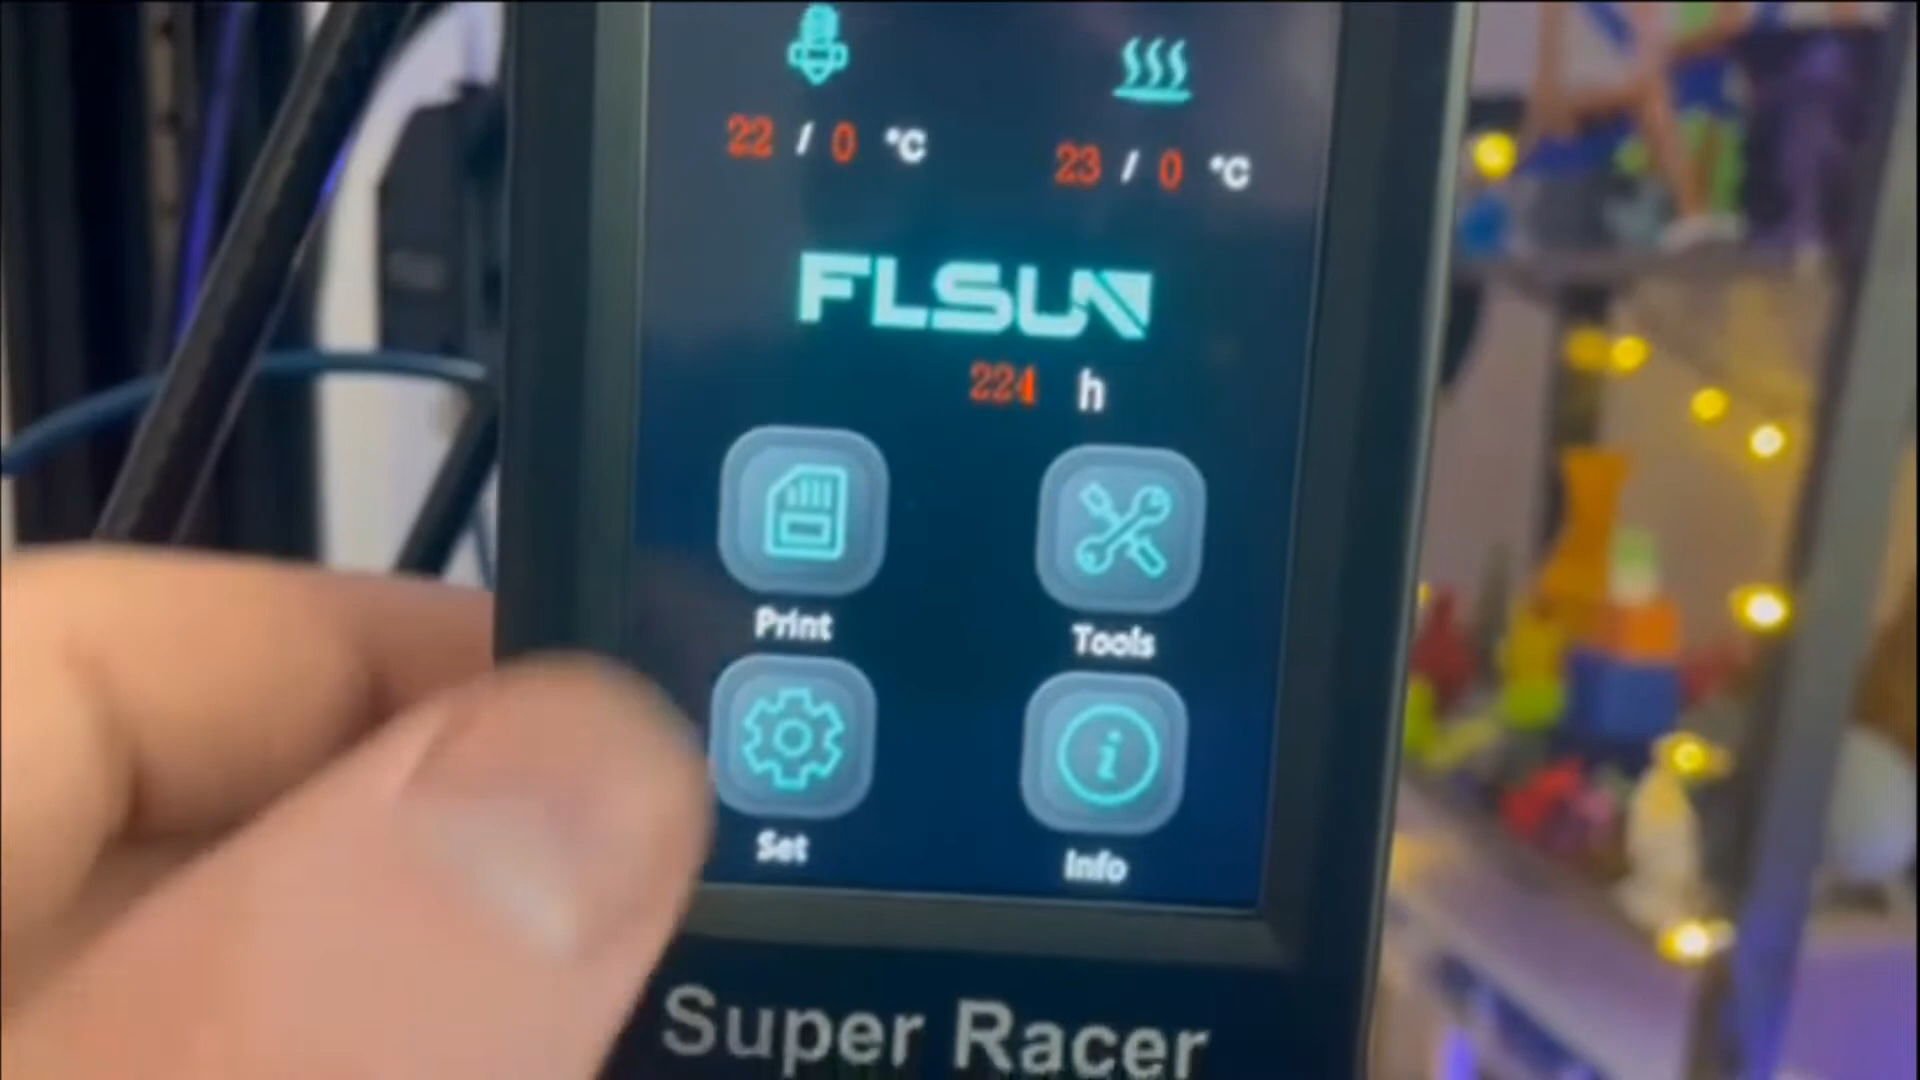 22 / 0 °C 23 / 0 °C
FLSUN
224 h
Print Tools
Set Info
Super Racer